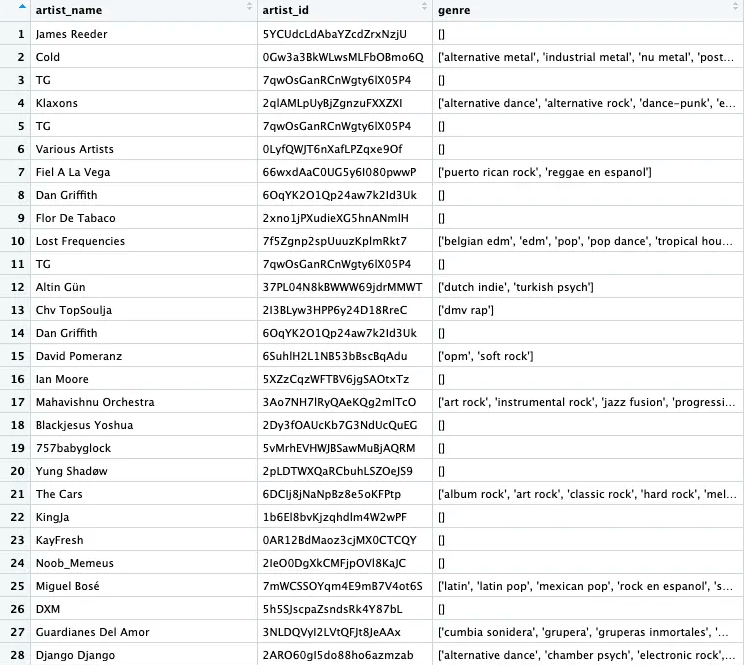 artist_name artist_id genre
1 James Reeder 5YCUdcLdAbaYZcdZrxNzjU []
2 Cold 0Gw3a3BkWLwsMLFbOBmo6Q ['alternative metal', 'industrial metal', 'nu metal', 'post...
3 TG 7qwOsGanRCnWgty6lX05P4 []
4 Klaxons 2qlAMLpUyBjZgnzuFXXZXI ['alternative dance', 'alternative rock', 'dance-punk', 'e...
5 TG 7qwOsGanRCnWgty6lX05P4 []
6 Various Artists 0LyfQWJT6nXafLPZqxe9Of []
7 Fiel A La Vega 66wxdAaC0UG5y6I080pwwP ['puerto rican rock', 'reggae en espanol']
8 Dan Griffith 6OqYK2O1Qp24aw7k2Id3Uk []
9 Flor De Tabaco 2xno1jPXudieXG5hnANmlH []
10 Lost Frequencies 7f5Zgnp2spUuuzKplmRkt7 ['belgian edm', 'edm', 'pop', 'pop dance', 'tropical hou...
11 TG 7qwOsGanRCnWgty6lX05P4 []
12 Altin Gün 37PL04N8kBWWW69jdrMMWT ['dutch indie', 'turkish psych']
13 Chv TopSoulja 2I3BLyw3HPP6y24D18RreC ['dmv rap']
14 Dan Griffith 6OqYK2O1Qp24aw7k2Id3Uk []
15 David Pomeranz 6SuhlH2L1NB53bBscBqAdu ['opm', 'soft rock']
16 Ian Moore 5XZzCqzWFTBV6jgSAOtxTz []
17 Mahavishnu Orchestra 3Ao7NH7lRyQAeKQg2mlTcO ['art rock', 'instrumental rock', 'jazz fusion', 'progressi...
18 Blackjesus Yoshua 2Dy3fOAUcKb7G3NdUcQuEG []
19 757babyglock 5vMrhEVHWJBSawMuBjAQRM []
20 Yung Shadøw 2pLDTWXQaRCbuhLSZOeJS9 []
21 The Cars 6DCIj8jNaNpBz8e5oKFPtp ['album rock', 'art rock', 'classic rock', 'hard rock', 'mel...
22 KingJa 1b6El8bvKjzqhdlm4W2wPF []
23 KayFresh 0AR12BdMaoz3cjMX0CTCQY []
24 Noob_Memeus 2IeO0DgXkCMFjpOVl8KaJC []
25 Miguel Bosé 7mWCSSOYqm4E9mB7V4ot6S ['latin', 'latin pop', 'mexican pop', 'rock en espanol', 's...
26 DXM 5h5SJscpaZsndsRk4Y87bL []
27 Guardianes Del Amor 3NLDQVyl2LVtQFJt8JeAAx ['cumbia sonidera', 'grupera', 'gruperas inmortales', '...
28 Django Django 2ARO60gI5do88ho6azmzab ['alternative dance', 'chamber psych', 'electronic rock',...